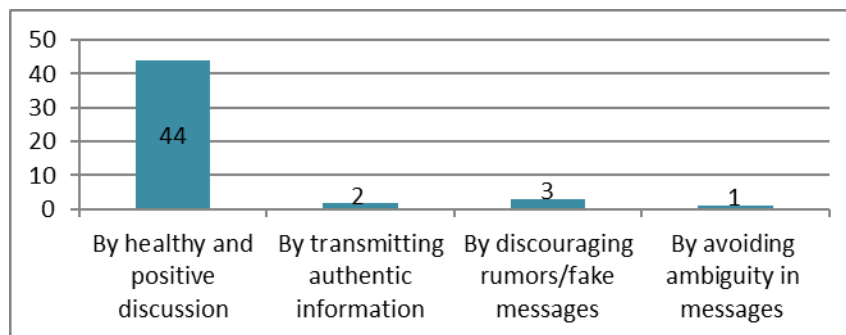 50
40
30
20
10
0
44
2
3
1
By healthy and
positive
discussion
By transmitting
authentic
information
By discouraging
rumors/fake
messages
By avoiding
ambiguity in
messages